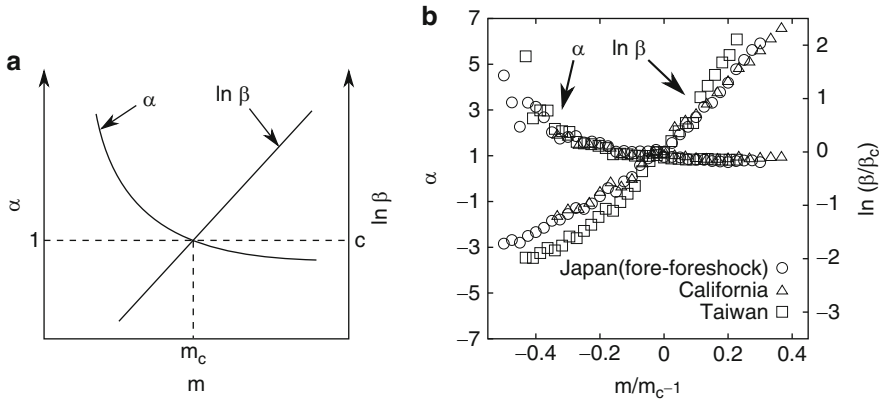 a
α
ln β
α
1
c
ln β
m_c
m
b
7
5
3
1
−1
−3
−5
−7
α
α
ln β
2
1
0
−1
−2
−3
ln (β/β_c)
Japan(fore-foreshock)
California
Taiwan
−0.4
−0.2
0
0.2
0.4
m/m_c−1